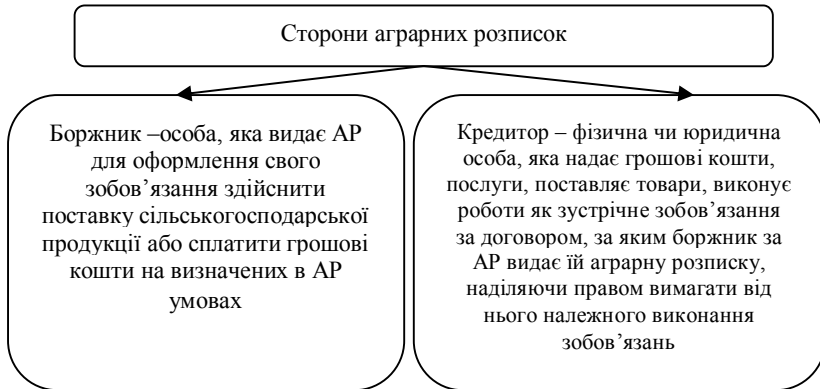 Сторони аграрних розписок
Боржник –особа, яка видає АР
для оформлення свого
зобов’язання здійснити
поставку сільськогосподарської
продукції або сплатити грошові
кошти на визначених в АР
умовах
Кредитор – фізична чи юридична
особа, яка надає грошові кошти,
послуги, поставляє товари, виконує
роботи як зустрічне зобов’язання
за договором, за яким боржник за
АР видає їй аграрну розписку,
наділяючи правом вимагати від
нього належного виконання
зобов’язань